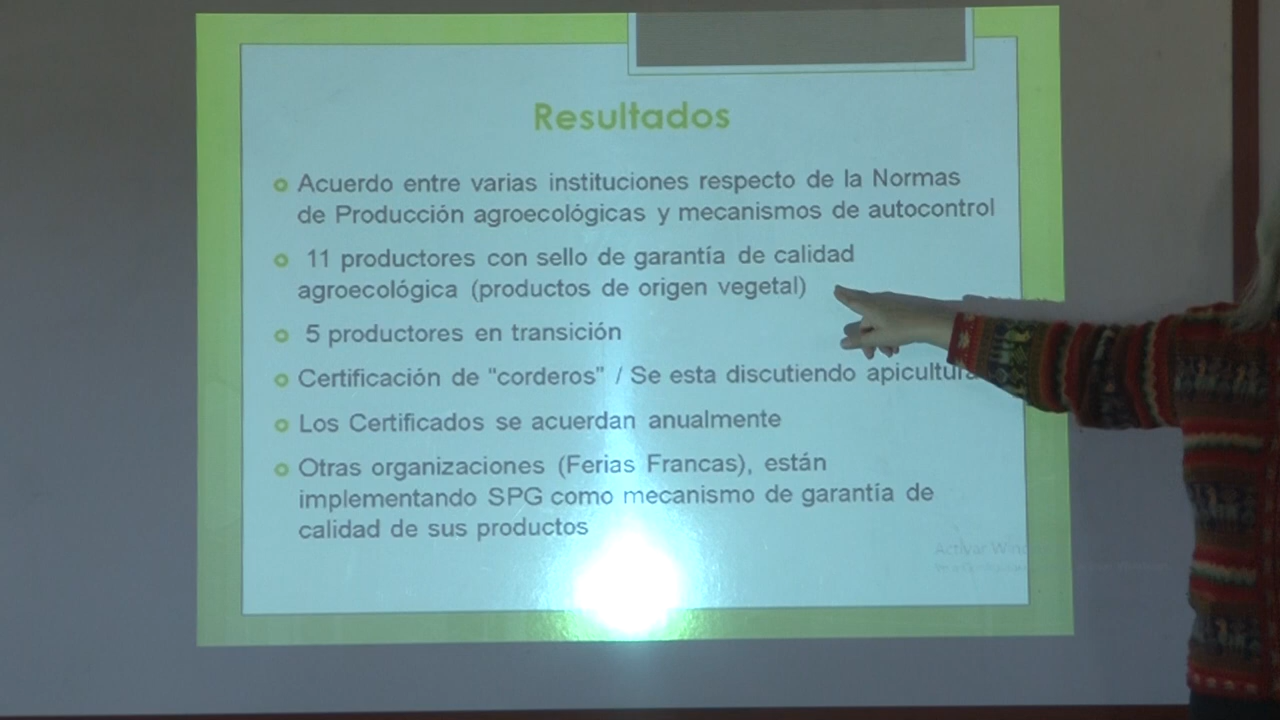 Resultados
Acuerdo entre varias instituciones respecto de la Normas
de Producción agroecológicas y mecanismos de autocontrol
11 productores con sello de garantía de calidad
agroecológica (productos de origen vegetal)
5 productores en transición
Certificación de "corderos" / Se esta discutiendo apicultura
Los Certificados se acuerdan anualmente
Otras organizaciones (Ferias Francas), están
implementando SPG como mecanismo de garantía de
calidad de sus productos
Activar Wind